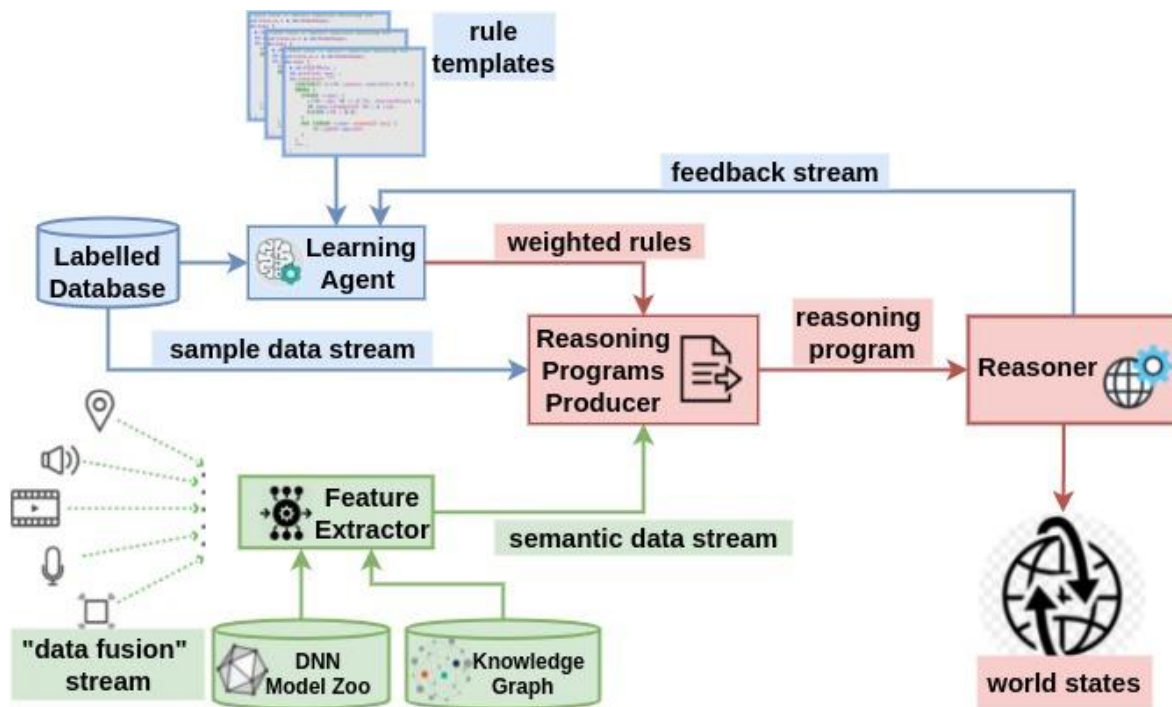 rule
templates
feedback stream
Labelled
Database
Learning
Agent
weighted rules
sample data stream
Reasoning
Programs
Producer
reasoning
program
Reasoner
Feature
Extractor
semantic data stream
"data fusion"
stream
DNN
Model Zoo
Knowledge
Graph
world states